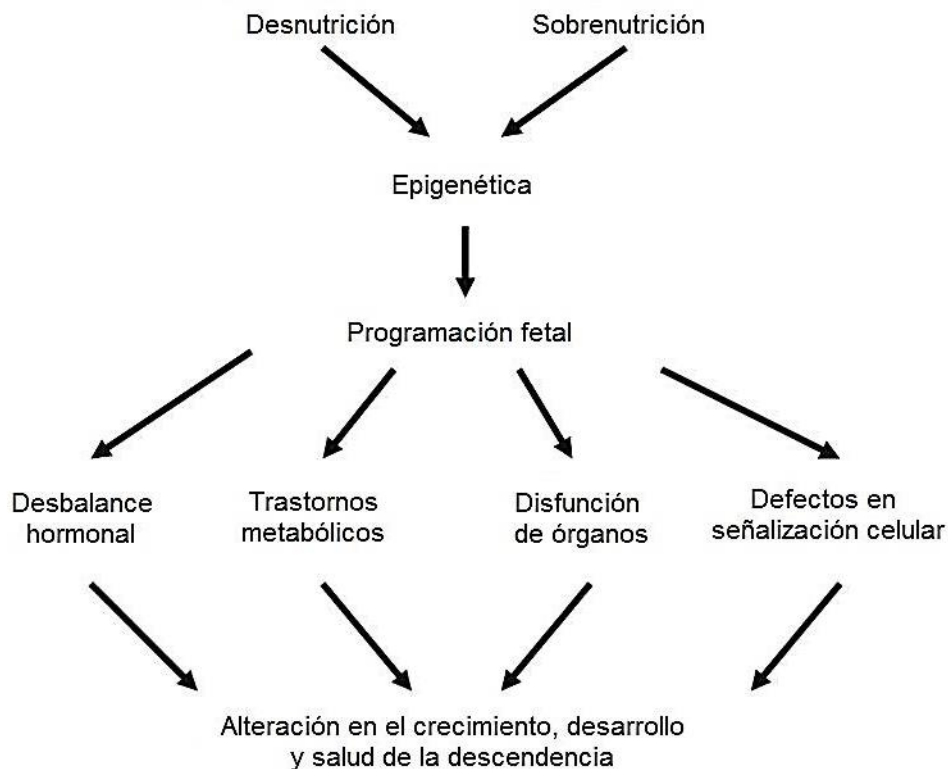 Desnutrición
Sobrenutrición
Epigenética
Programación fetal
Desbalance
hormonal
Trastornos
metabólicos
Disfunción
de órganos
Defectos en
señalización celular
Alteración en el crecimiento, desarrollo
y salud de la descendencia